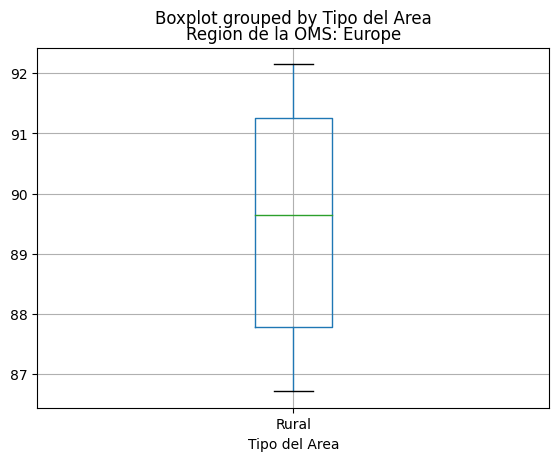 Boxplot grouped by Tipo del Area
Región de la OMS: Europe
92
91
90
89
88
87
Rural
Tipo del Area